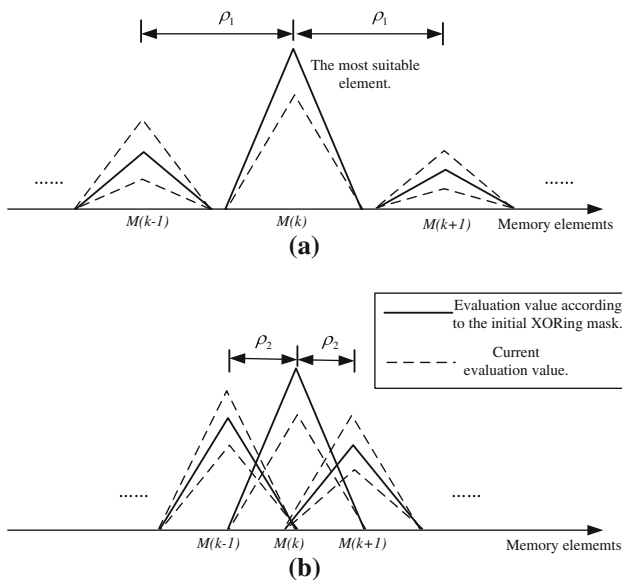 ρ₁ ρ₁
The most suitable
element.
......
......
M(k-1) M(k) M(k+1) Memory elememts
(a)
Evaluation value according
to the initial XORing mask.
Current
evaluation value.
ρ₂ ρ₂
......
......
M(k-1) M(k) M(k+1) Memory elements
(b)